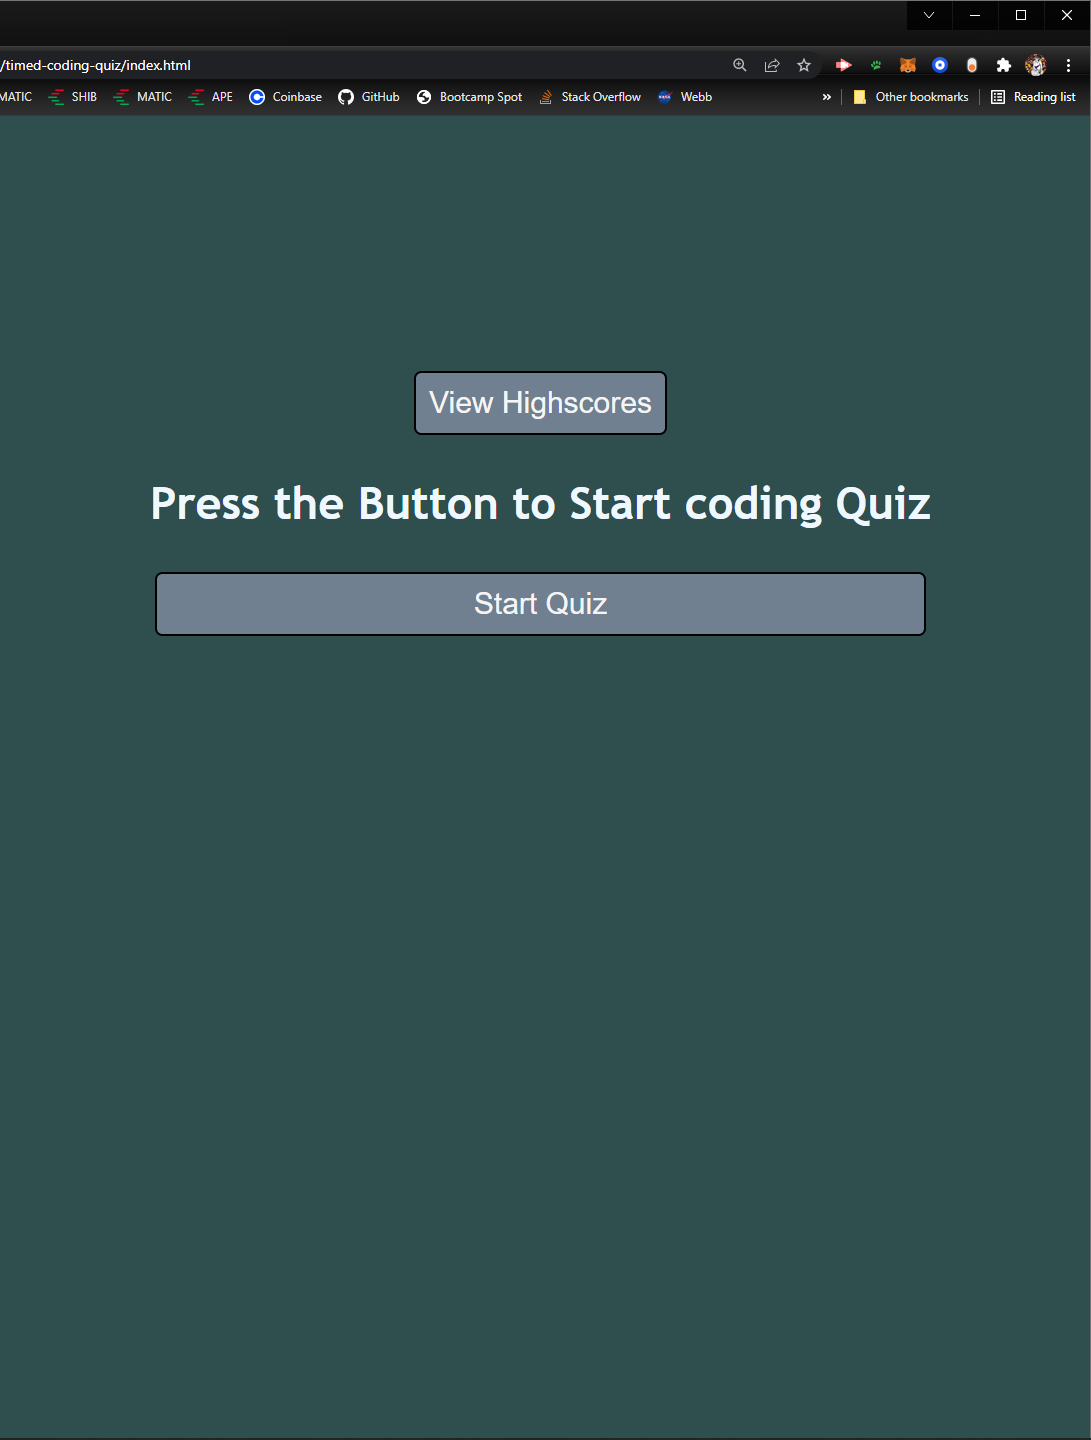 /timed-coding-quiz/index.html
MATIC SHIB MATIC APE Coinbase GitHub Bootcamp Spot Stack Overflow Webb » Other bookmarks Reading list
View Highscores
Press the Button to Start coding Quiz
Start Quiz